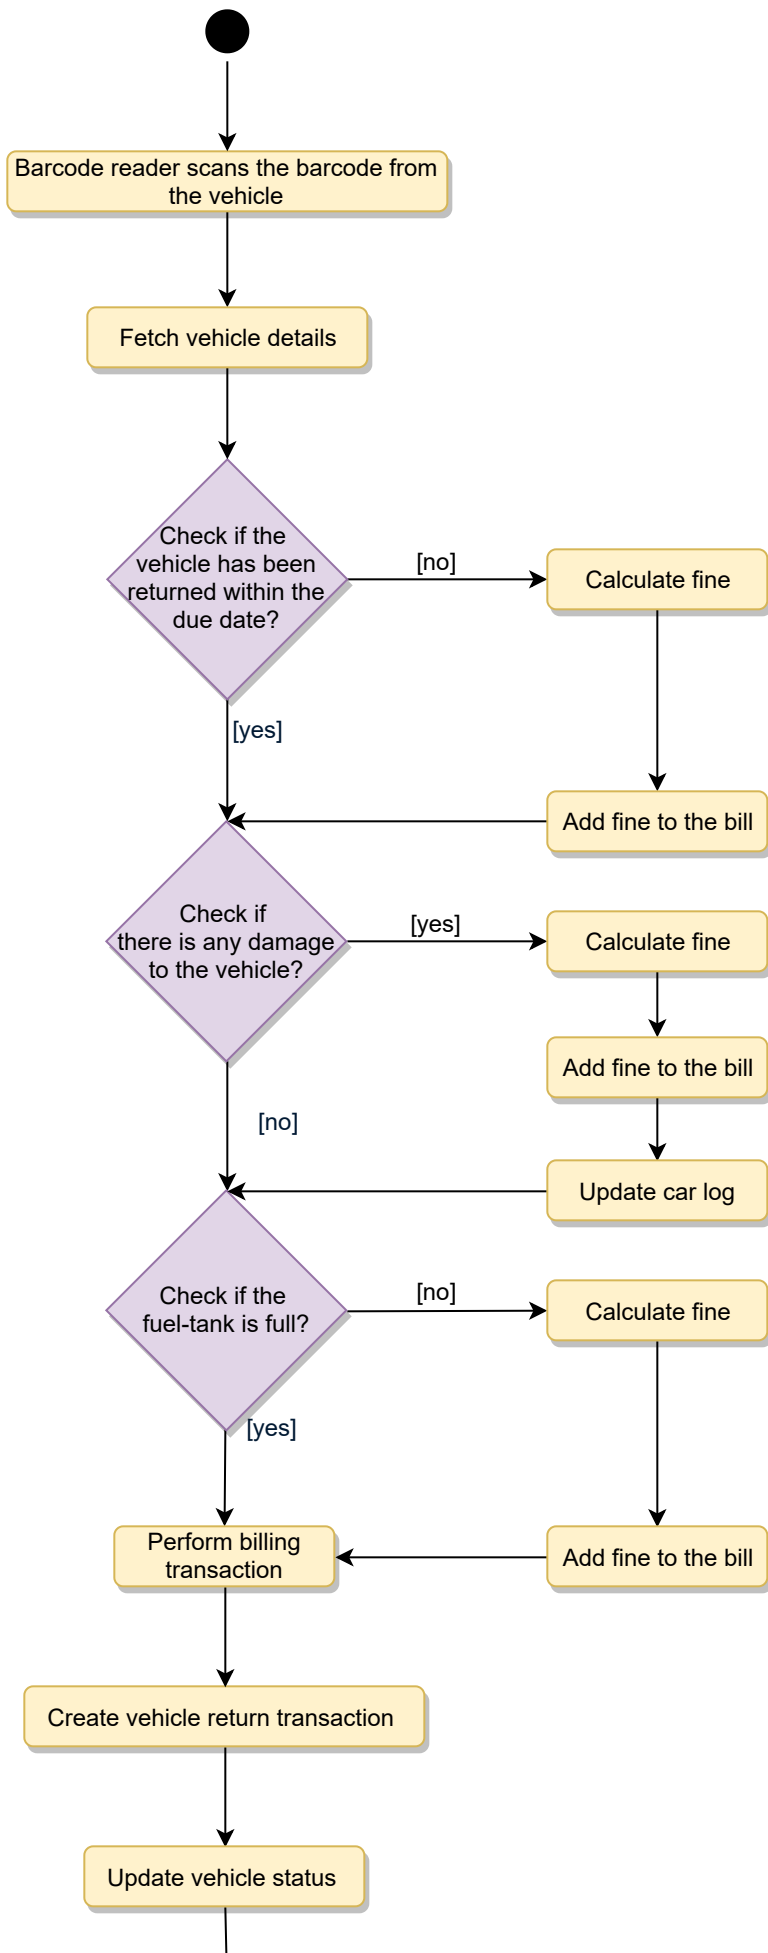 Barcode reader scans the barcode from
the vehicle
Fetch vehicle details
Check if the
vehicle has been
returned within the
due date?
[no]
Calculate fine
[yes]
Add fine to the bill
Check if
there is any damage
to the vehicle?
[yes]
Calculate fine
Add fine to the bill
[no]
Update car log
Check if the
fuel-tank is full?
[no]
Calculate fine
[yes]
Perform billing
transaction
Add fine to the bill
Create vehicle return transaction
Update vehicle status